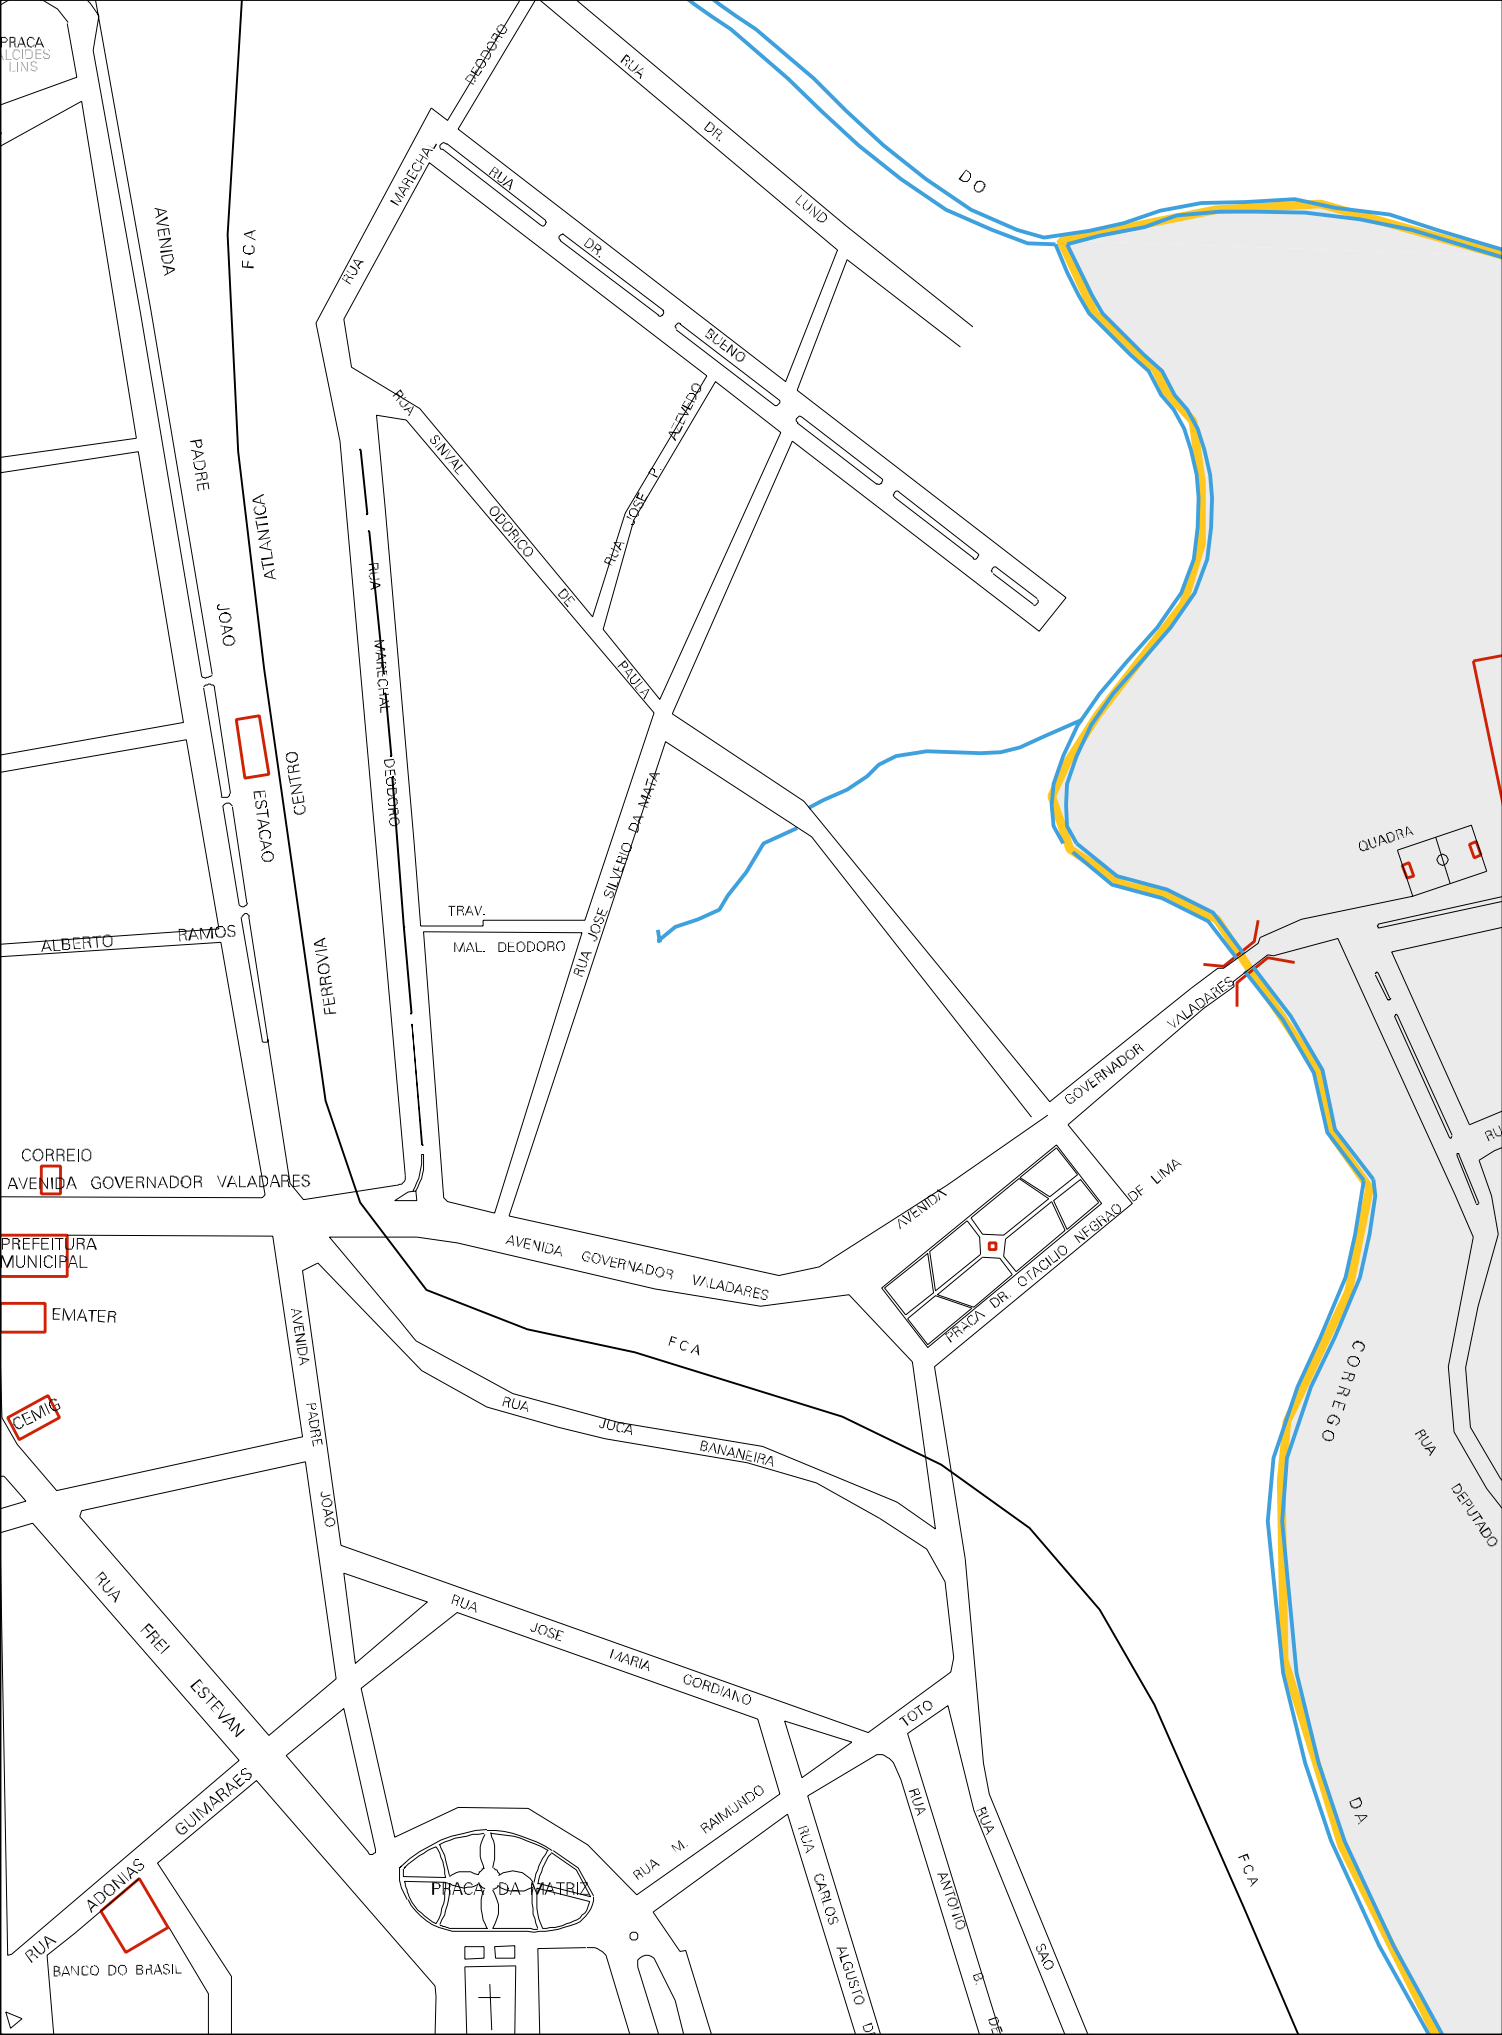 PRACA
ALCIDES
LINS
DEODORO
RUA DR. LUND
DO
RUA MARECHAL
RUA DR. BUENO
AVENIDA PADRE JOAO
FCA
ATLANTICA
CENTRO
FERROVIA
ESTACAO
RUA SINVAL ODORICO DE PAULA
RUA JOSE P. AZEVEDO
RUA MARECHAL DEODORO
RUA JOSE SILVERIO DA MATA
TRAV.
MAL. DEODORO
ALBERTO RAMOS
QUADRA
GOVERNADOR VALADARES
CORREIO
AVENIDA GOVERNADOR VALADARES
PREFEITURA
MUNICIPAL
EMATER
CEMIG
AVENIDA GOVERNADOR VALADARES
AVENIDA
PRACA DR. OTACILIO NEGRAO DE LIMA
RU
FCA
AVENIDA PADRE JOAO
RUA JUCA BANANEIRA
CORREGO
RUA DEPUTADO
RUA FREI ESTEVAN
RUA JOSE MARIA GORDIANO
TOTO
RUA M. RAIMUNDO
RUA ADONIAS GUIMARAES
BANCO DO BRASIL
PRACA DA MATRIZ
RUA CARLOS ALGUSTO D
RUA ANTONIO B. DE
RUA SAO
FCA
DA